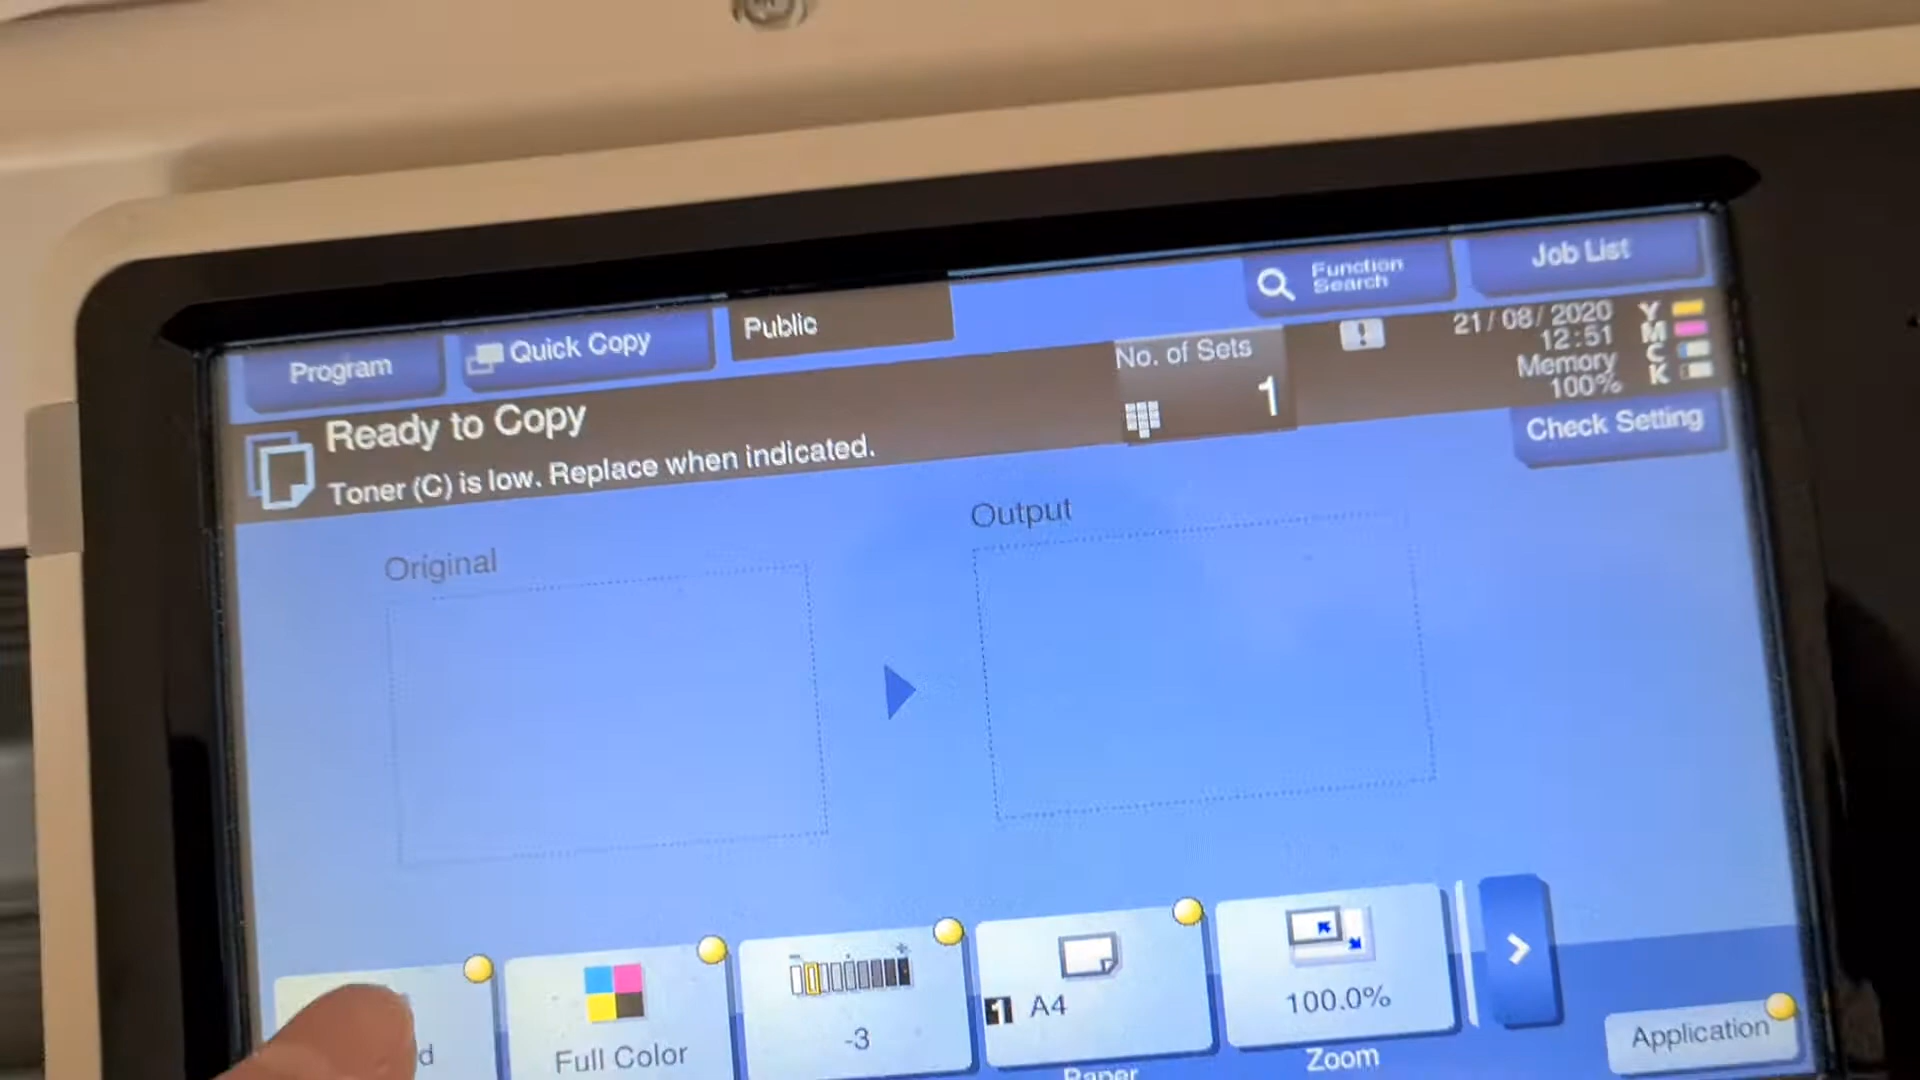 Function
Search
Job List
Program
Quick Copy
Public
No. of Sets
1
21/08/2020
12:51
Memory
100%
Y
M
C
K
Ready to Copy
Toner (C) is low. Replace when indicated.
Check Setting
Original
Output
d
Full Color
-3
1 A4
Paper
100.0%
Zoom
Application